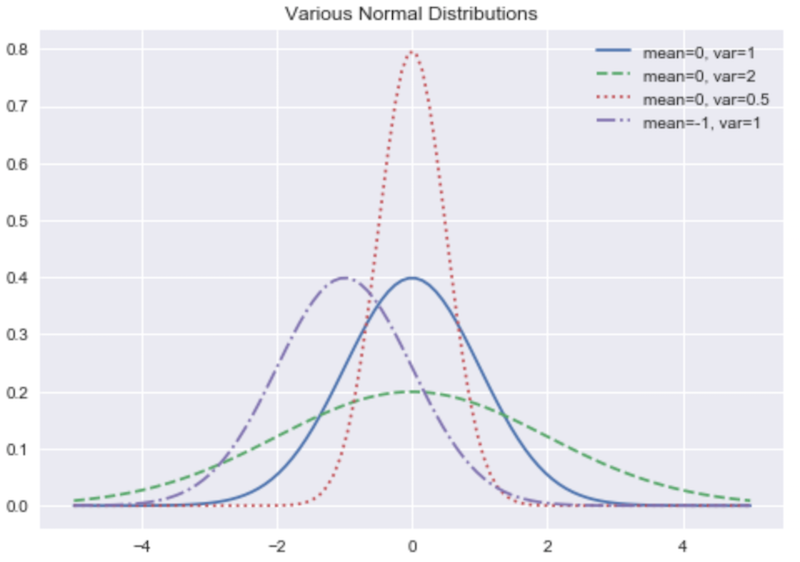 Various Normal Distributions
mean=0, var=1
mean=0, var=2
mean=0, var=0.5
mean=-1, var=1
0.8
0.7
0.6
0.5
0.4
0.3
0.2
0.1
0.0
−4 −2 0 2 4